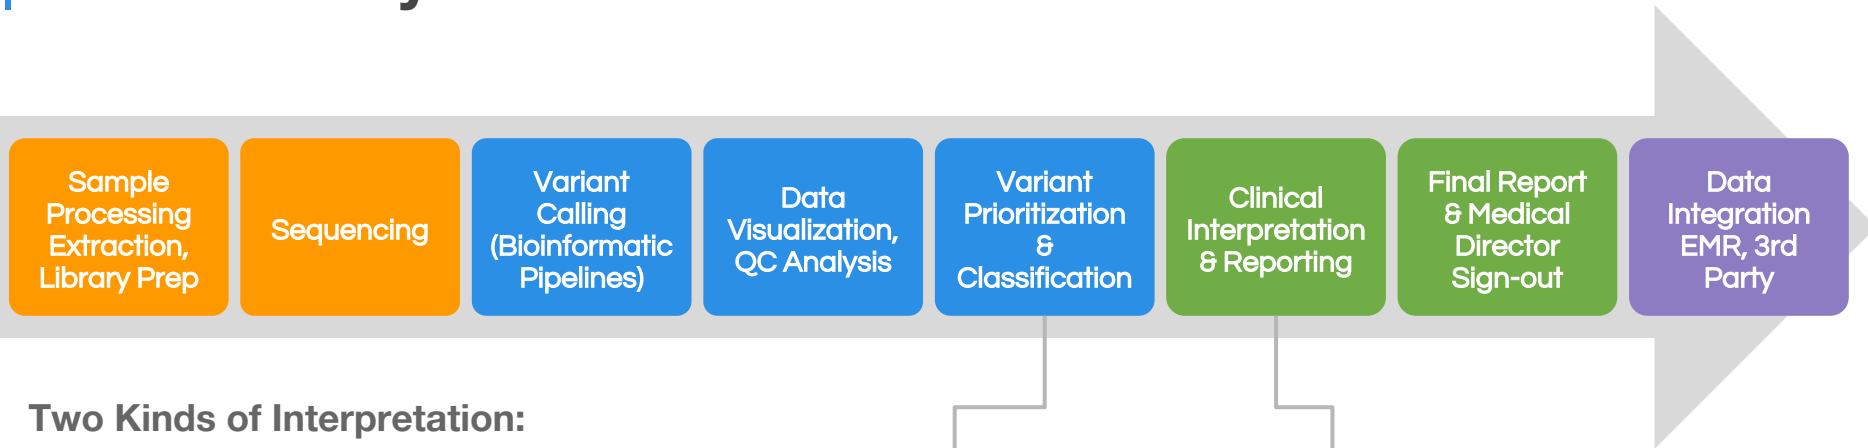 Sample
Processing
Extraction,
Library Prep
Sequencing
Variant
Calling
(Bioinformatic
Pipelines)
Data
Visualization,
QC Analysis
Variant
Prioritization
&
Classification
Clinical
Interpretation
& Reporting
Final Report
& Medical
Director
Sign-out
Data
Integration
EMR, 3rd
Party
Two Kinds of Interpretation: